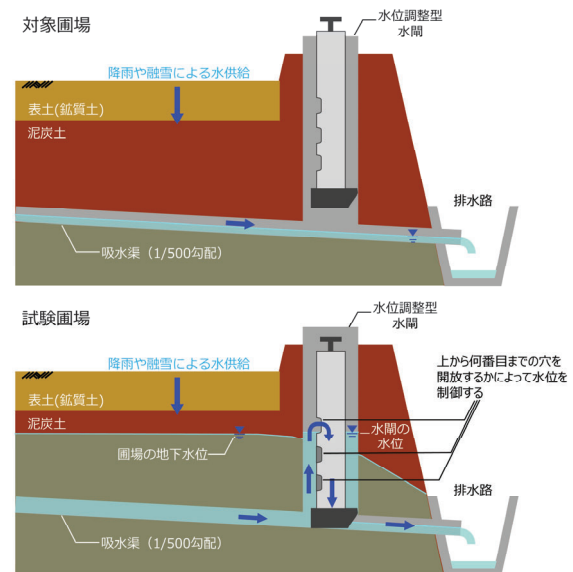 対象圃場
水位調整型
水閘
降雨や融雪による水供給
表土(鉱質土)
泥炭土
排水路
吸水渠（1/500勾配）
試験圃場
水位調整型
水閘
上から何番目までの穴を
開放するかによって水位を
制御する
降雨や融雪による水供給
表土(鉱質土)
泥炭土
水閘の
水位
圃場の地下水位
排水路
吸水渠（1/500勾配）